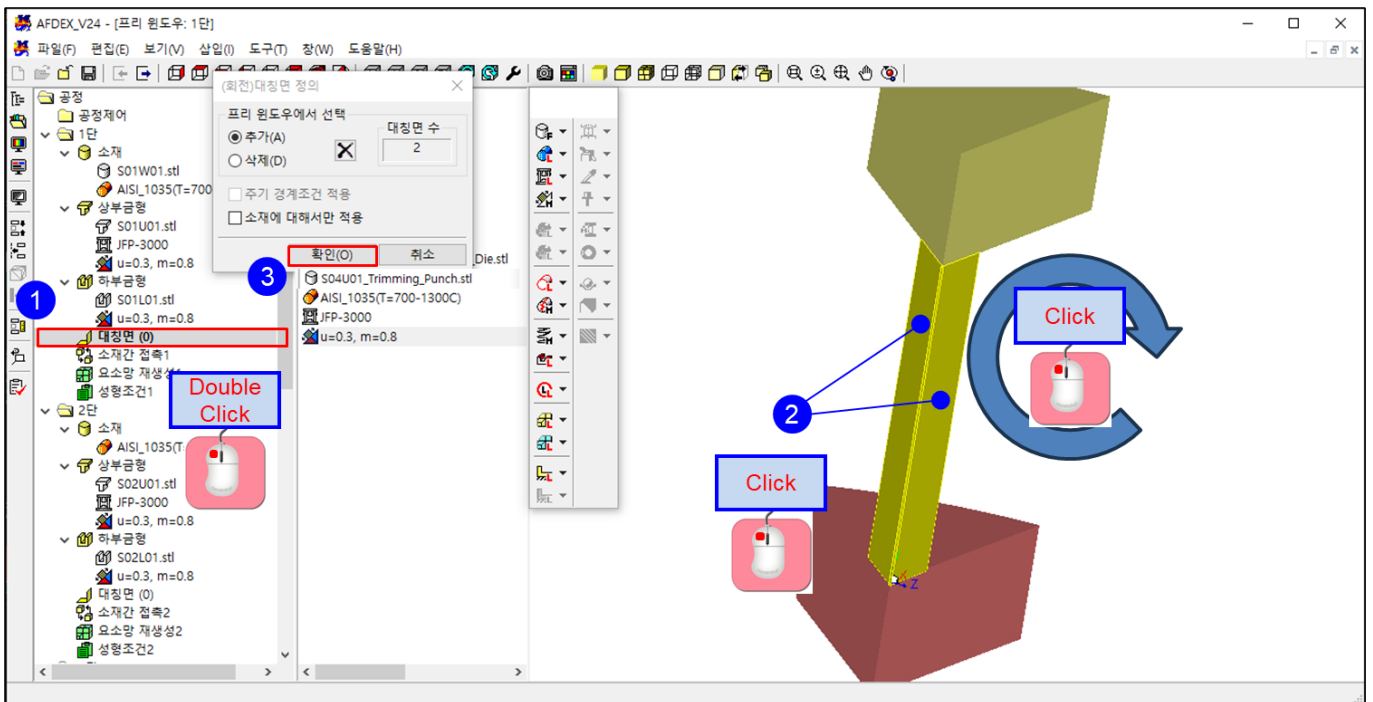 AFDEX_V24 - [프리 윈도우: 1단]
파일(F) 편집(E) 보기(V) 삽입(I) 도구(T) 창(W) 도움말(H)
공정
공정제어
1단
소재
S01W01.stl
AISI_1035(T=700
상부금형
S01U01.stl
JFP-3000
u=0.3, m=0.8
하부금형
S01L01.stl
u=0.3, m=0.8
대칭면 (0)
소재간 접촉1
요소망 재생성1
성형조건1
2단
소재
AISI_1035(T
상부금형
S02U01.stl
JFP-3000
u=0.3, m=0.8
하부금형
S02L01.stl
u=0.3, m=0.8
대칭면 (0)
소재간 접촉2
요소망 재생성2
성형조건2
(회전)대칭면 정의
프리 윈도우에서 선택
추가(A)
삭제(D)
대칭면 수
2
주기 경계조건 적용
소재에 대해서만 적용
확인(O) 취소
_Die.stl
S04U01_Trimming_Punch.stl
AISI_1035(T=700-1300C)
JFP-3000
u=0.3, m=0.8
1
Double
Click
2
Click
Click
3
Z